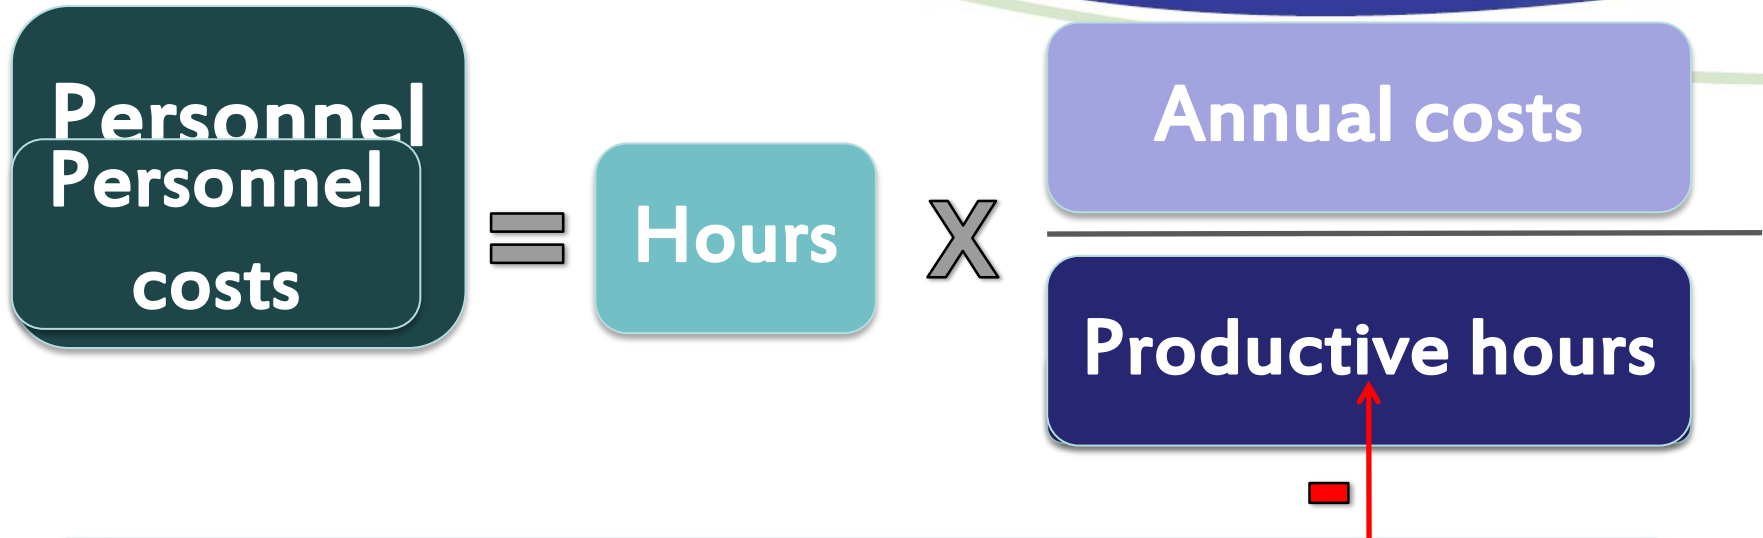 Personnel
Personnel
costs
=
Hours
X
Annual costs
Productive hours
-